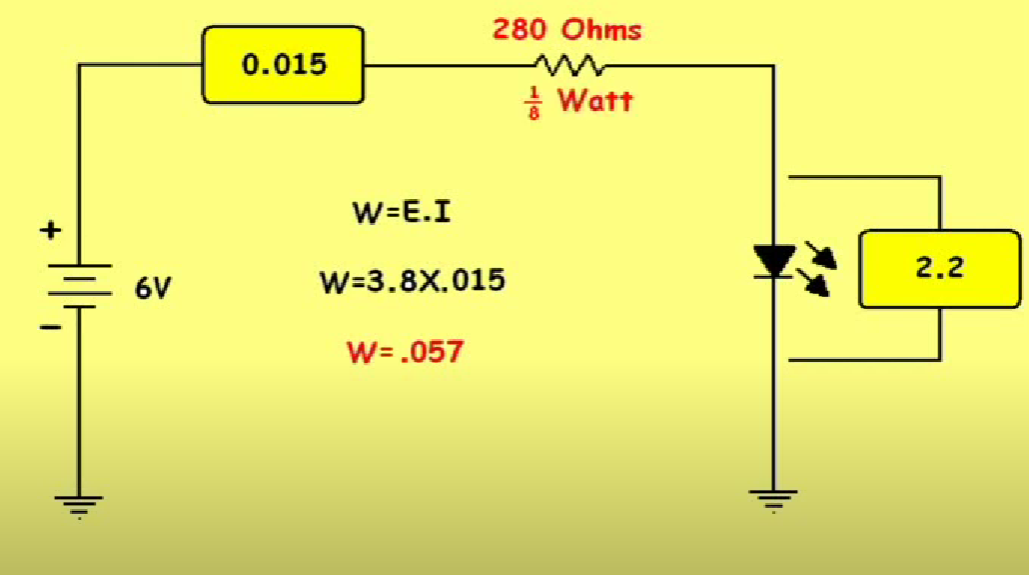 280 Ohms
0.015
1/8 Watt
W=E.I
+
6V
W=3.8X.015
2.2
−
W=.057